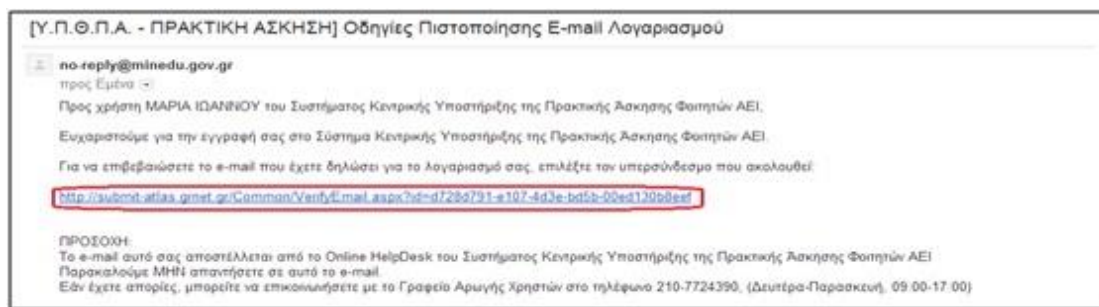 [Υ.Π.Θ.Π.Α. - ΠΡΑΚΤΙΚΗ ΑΣΚΗΣΗ] Οδηγίες Πιστοποίησης E-mail Λογαριασμού
no-reply@minedu.gov.gr
προς Εμένα
Προς χρήστη ΜΑΡΙΑ ΙΩΑΝΝΟΥ του Συστήματος Κεντρικής Υποστήριξης της Πρακτικής Άσκησης Φοιτητών ΑΕΙ,
Ευχαριστούμε για την εγγραφή σας στο Σύστημα Κεντρικής Υποστήριξης της Πρακτικής Άσκησης Φοιτητών ΑΕΙ.
Για να επιβεβαιώσετε το e-mail που έχετε δηλώσει για το λογαριασμό σας, επιλέξτε τον υπερσύνδεσμο που ακολουθεί:
http://submit-atlas.grnet.gr/Common/VerifyEmail.aspx?id=d728d791-e107-4d3e-bd5b-00ed130b8eef
ΠΡΟΣΟΧΗ:
Το e-mail αυτό σας αποστέλλεται από το Online HelpDesk του Συστήματος Κεντρικής Υποστήριξης της Πρακτικής Άσκησης Φοιτητών ΑΕΙ
Παρακαλούμε ΜΗΝ απαντήσετε σε αυτό το e-mail.
Εάν έχετε απορίες, μπορείτε να επικοινωνήσετε με το Γραφείο Αρωγής Χρηστών στο τηλέφωνο 210-7724390, (Δευτέρα-Παρασκευή, 09:00-17:00)